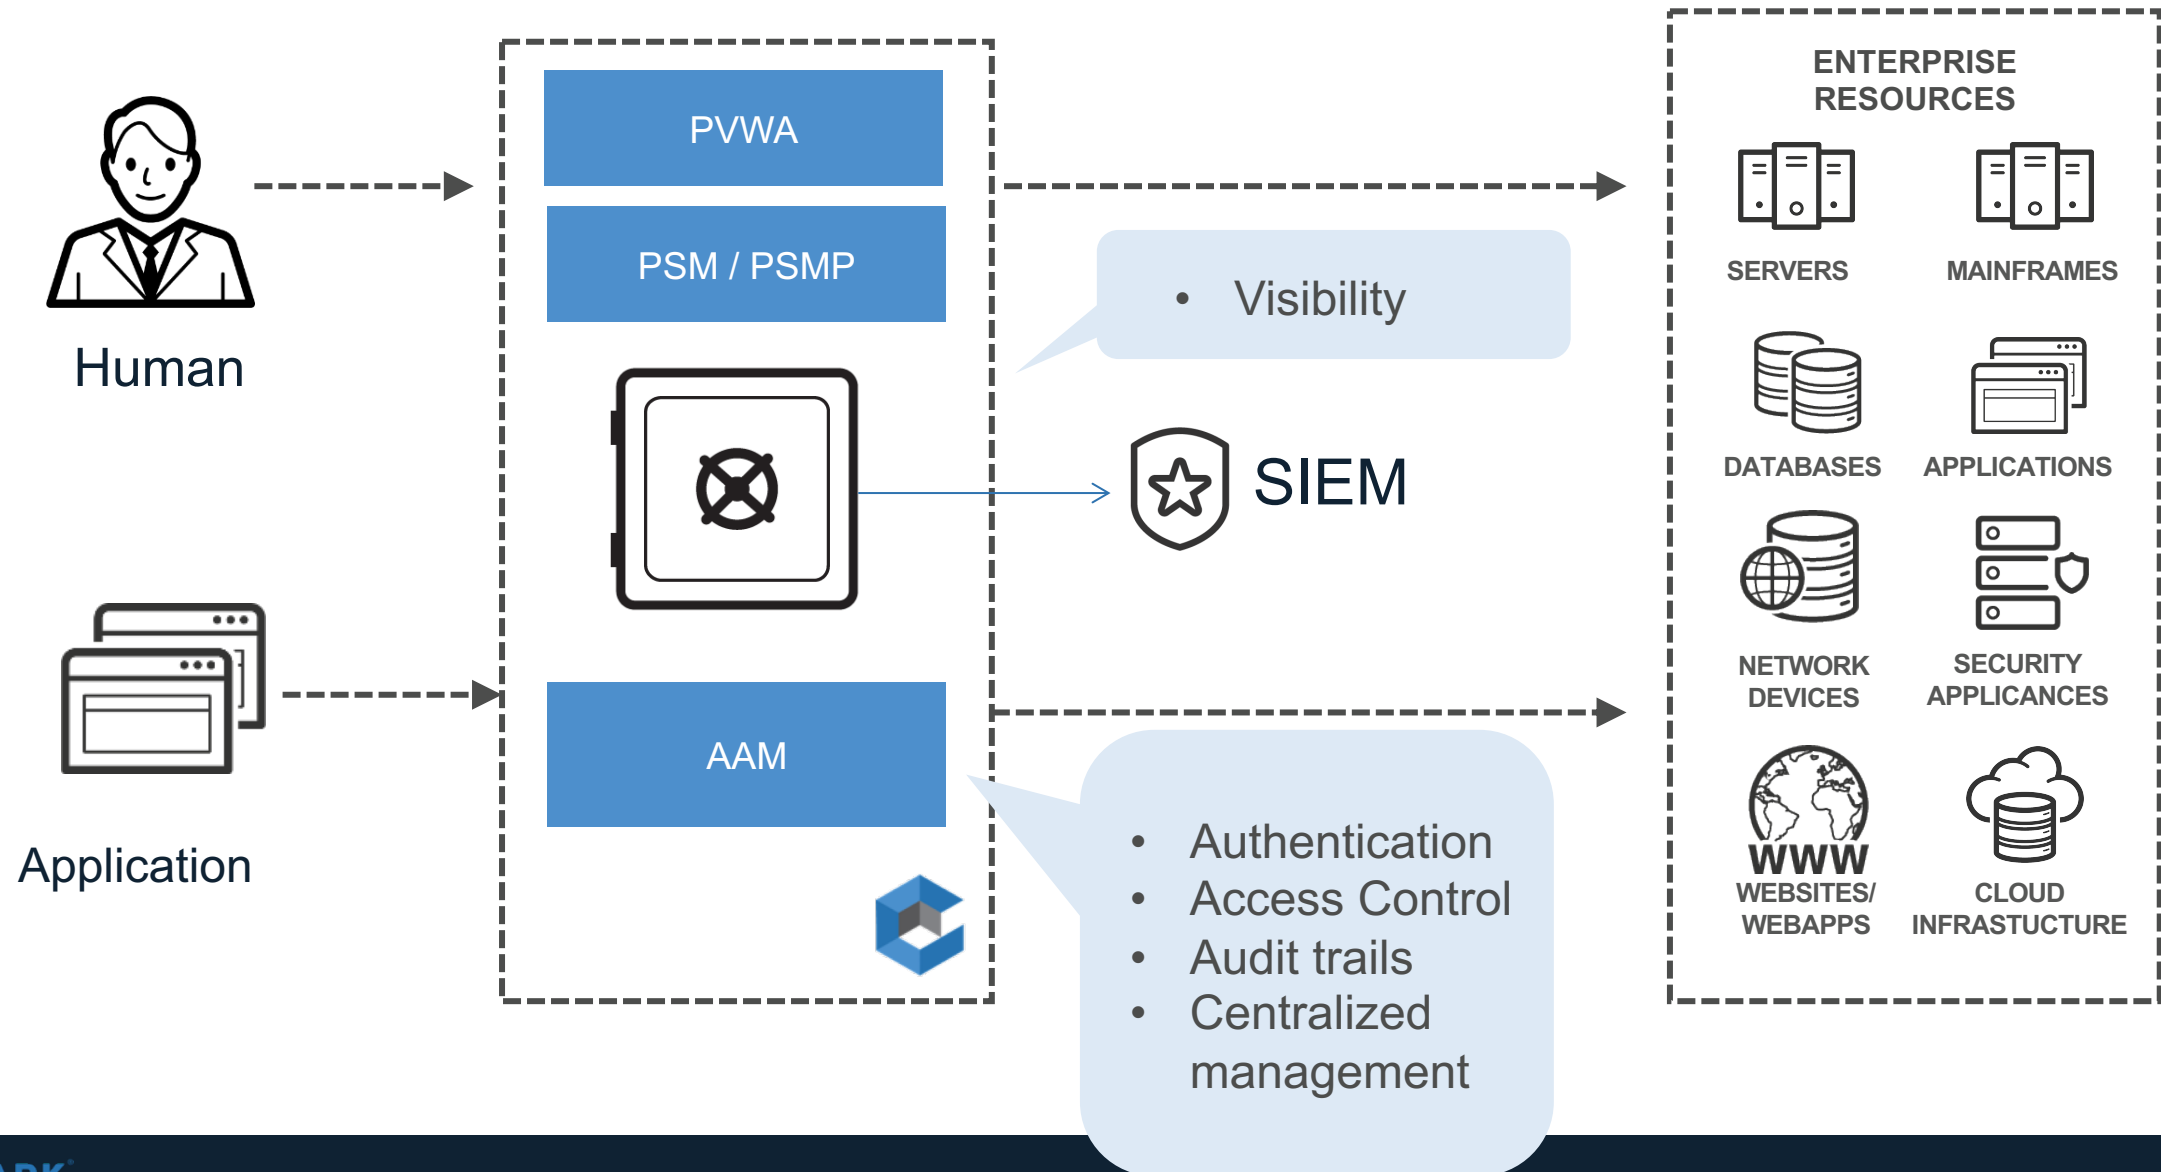 PVWA
PSM / PSMP
Human
Application
AAM
• Visibility
SIEM
• Authentication
• Access Control
• Audit trails
• Centralized
management
ENTERPRISE
RESOURCES
SERVERS
MAINFRAMES
DATABASES
APPLICATIONS
NETWORK
DEVICES
SECURITY
APPLICANCES
WWW
WEBSITES/
WEBAPPS
CLOUD
INFRASTUCTURE